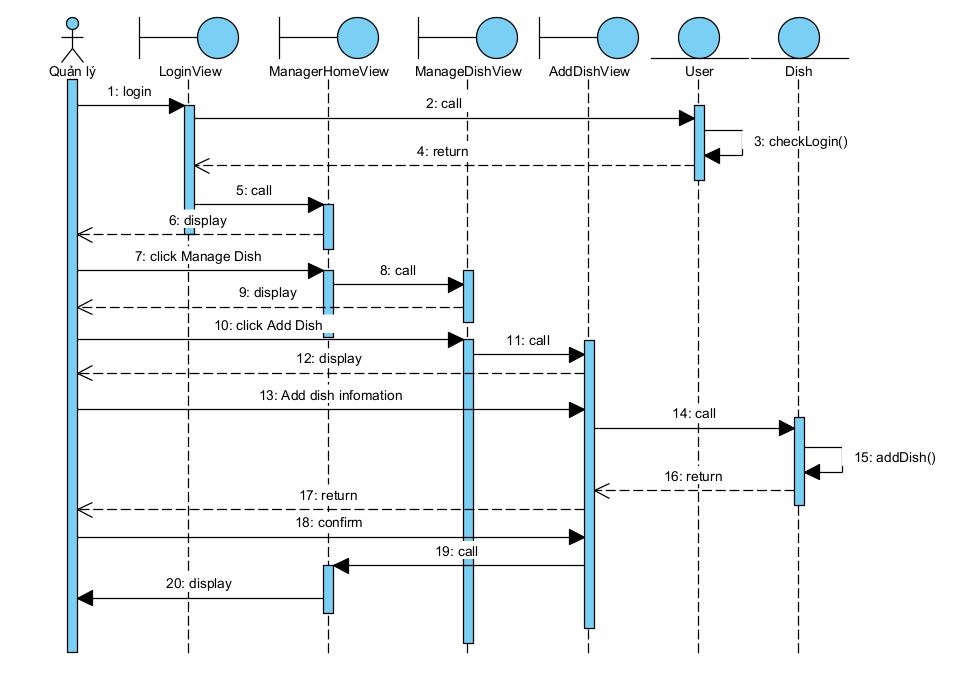 Quản lý
LoginView
ManagerHomeView
ManageDishView
AddDishView
User
Dish
1: login
2: call
3: checkLogin()
4: return
5: call
6: display
7: click Manage Dish
8: call
9: display
10: click Add Dish
11: call
12: display
13: Add dish infomation
14: call
15: addDish()
16: return
17: return
18: confirm
19: call
20: display